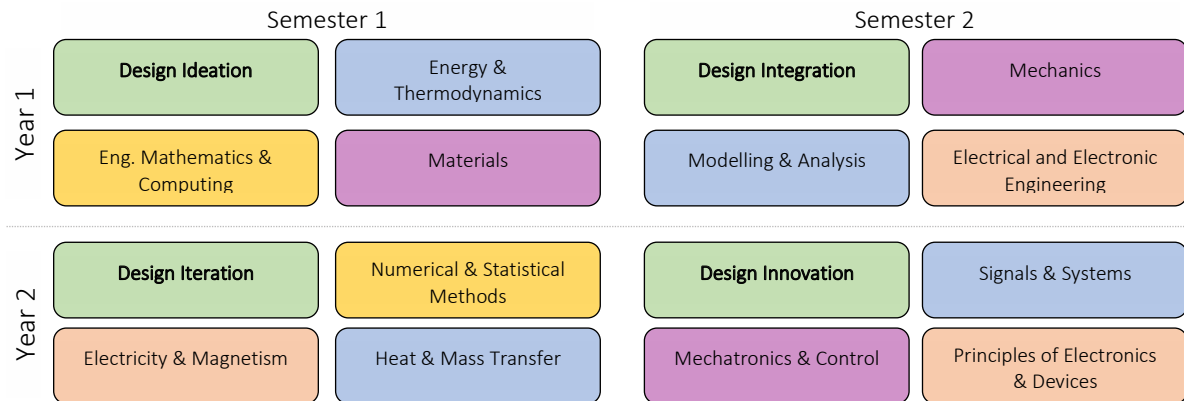 Semester 1
Semester 2
Year 1
Design Ideation
Energy &
Thermodynamics
Design Integration
Mechanics
Eng. Mathematics &
Computing
Materials
Modelling & Analysis
Electrical and Electronic
Engineering
Year 2
Design Iteration
Numerical & Statistical
Methods
Design Innovation
Signals & Systems
Electricity & Magnetism
Heat & Mass Transfer
Mechatronics & Control
Principles of Electronics
& Devices